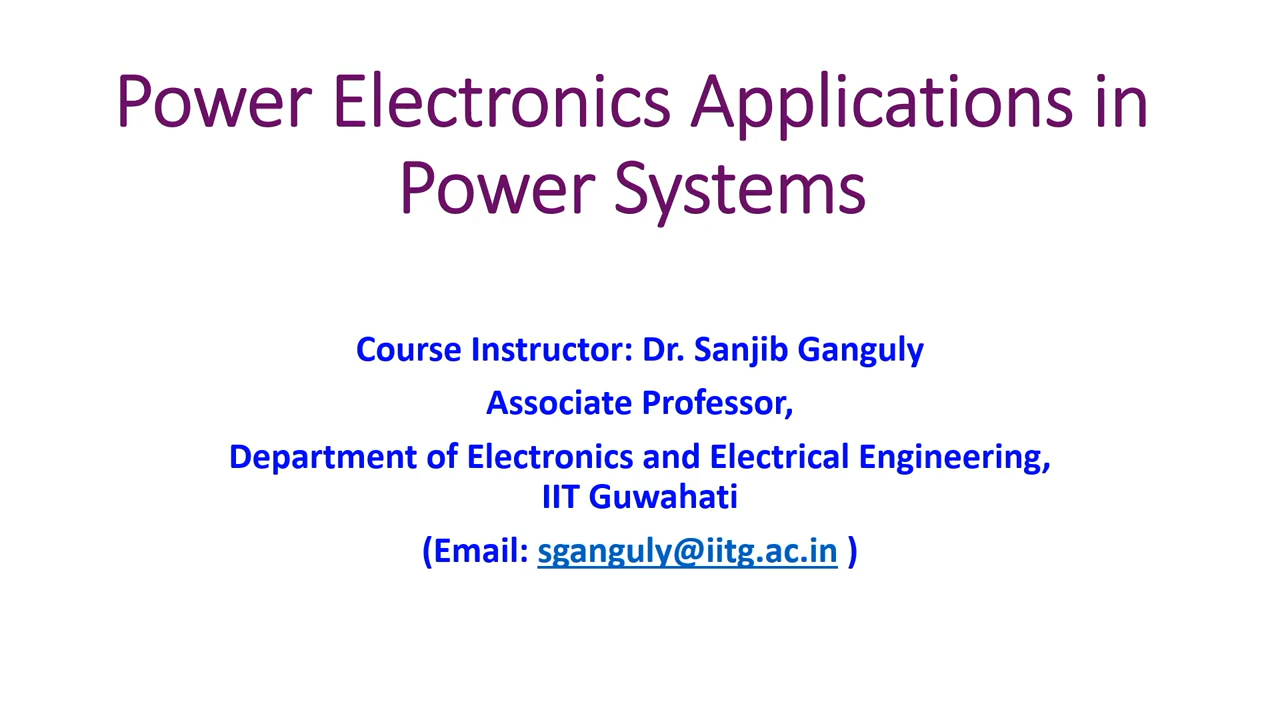 Power Electronics Applications in
Power Systems
Course Instructor: Dr. Sanjib Ganguly
Associate Professor,
Department of Electronics and Electrical Engineering,
IIT Guwahati
(Email: sganguly@iitg.ac.in )